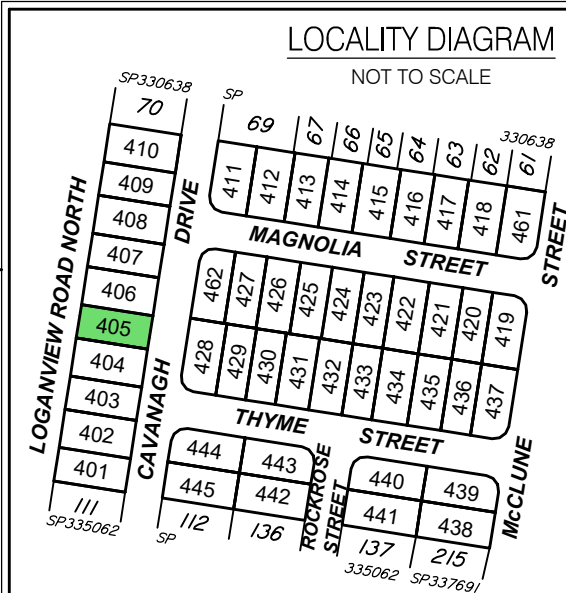 LOCALITY DIAGRAM
NOT TO SCALE
SP330638
70
410
409
408
407
406
405
404
403
402
401
111
SP335062
LOGANVIEW ROAD NORTH
CAVANAGH DRIVE
SP 330638
69 67 66 65 64 63 62 61
411 412 413 414 415 416 417 418 461
MAGNOLIA STREET
462 427 426 425 424 423 422 421 420 419
428 429 430 431 432 433 434 435 436 437
THYME STREET
McCLUNE STREET
444 443
445 442
112 136
SP
ROCKROSE STREET
440 439
441 438
137 215
335062 SP337691